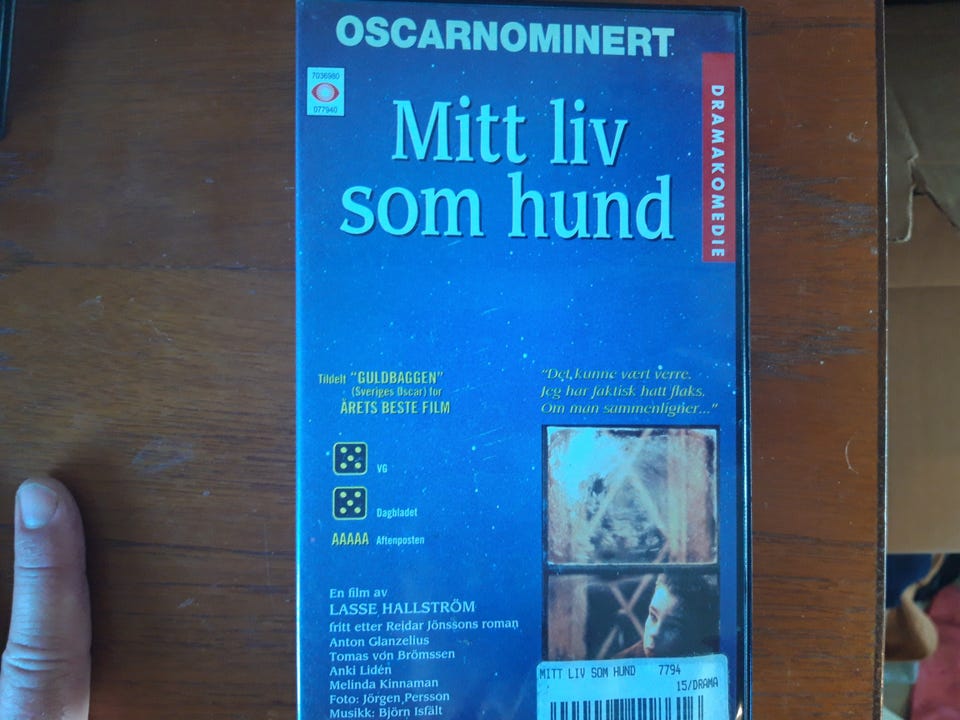 OSCARNOMINERT
7036980
077940
Mitt liv
som hund
DRAMAKOMEDIE
Tildelt "GULDBAGGEN"
(Sveriges Oscar) for
ÅRETS BESTE FILM
"Det kunne vært verre.
Jeg har faktisk hatt flaks.
Om man sammenligner..."
VG
Dagbladet
AAAAA Aftenposten
En film av
LASSE HALLSTRÖM
fritt etter Reidar Jönssons roman
Anton Glanzelius
Tomas von Brömssen
Anki Lidén
Melinda Kinnaman
Foto: Jörgen Persson
Musikk: Björn Isfält
MITT LIV SOM HUND 7794
15/DRAMA